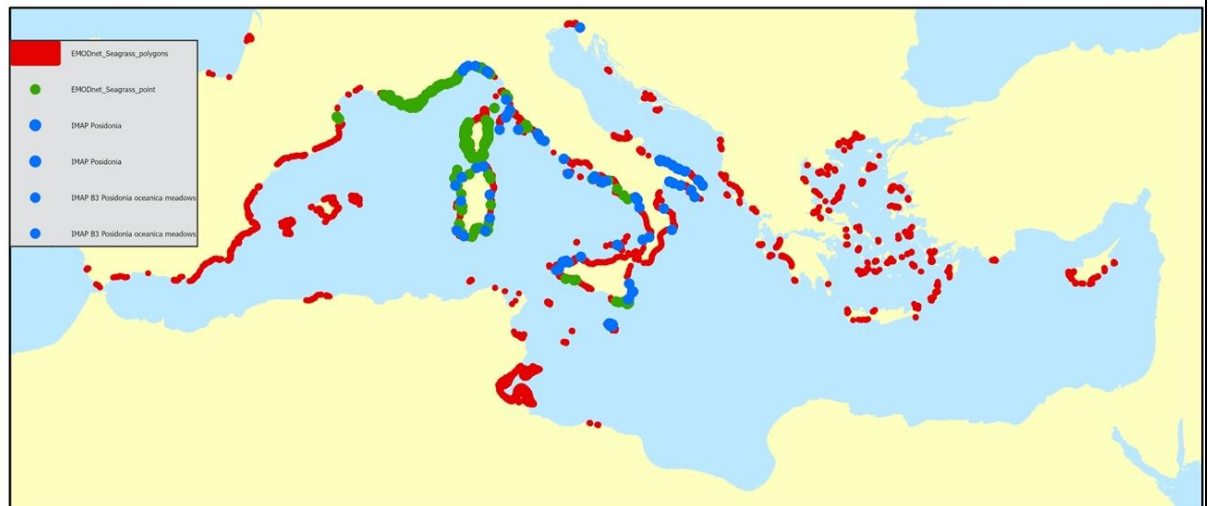 EMODnet_Seagrass_polygons
EMODnet_Seagrass_point
IMAP Posidonia
IMAP Posidonia
IMAP B3 Posidonia oceanica meadows
IMAP B3 Posidonia oceanica meadows